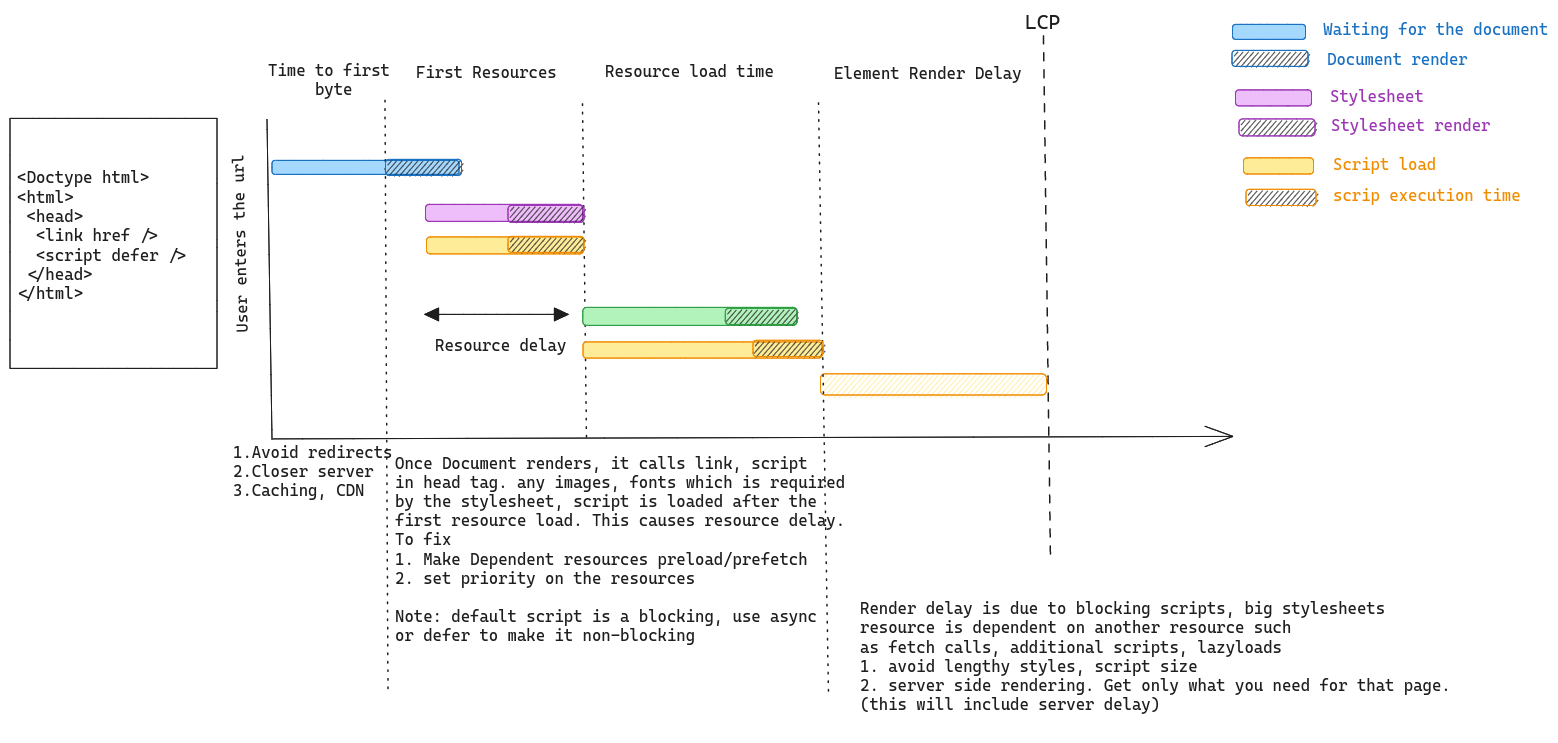 LCP
Time to first
byte
First Resources
Resource load time
Element Render Delay
Waiting for the document
Document render
Stylesheet
Stylesheet render
Script load
scrip execution time
<Doctype html>
<html>
<head>
<link href />
<script defer />
</head>
</html>
User enters the url
Resource delay
1.Avoid redirects
2.Closer server
3.Caching, CDN
Once Document renders, it calls link, script
in head tag. any images, fonts which is required
by the stylesheet, script is loaded after the
first resource load. This causes resource delay.
To fix
1. Make Dependent resources preload/prefetch
2. set priority on the resources
Note: default script is a blocking, use async
or defer to make it non-blocking
Render delay is due to blocking scripts, big stylesheets
resource is dependent on another resource such
as fetch calls, additional scripts, lazyloads
1. avoid lengthy styles, script size
2. server side rendering. Get only what you need for that page.
(this will include server delay)